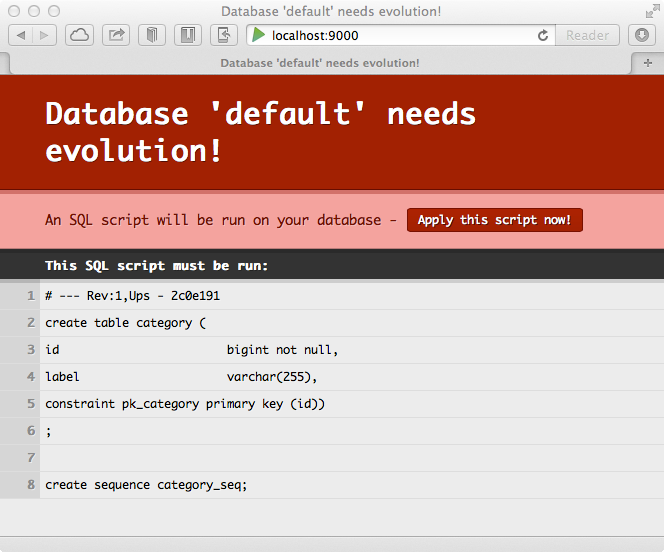 Database 'default' needs evolution!
localhost:9000
Reader
Database 'default' needs evolution!
Database 'default' needs
evolution!
An SQL script will be run on your database - Apply this script now!
This SQL script must be run:
1 # --- Rev:1,Ups - 2c0e191
2 create table category (
3 id bigint not null,
4 label varchar(255),
5 constraint pk_category primary key (id))
6 ;
7
8 create sequence category_seq;